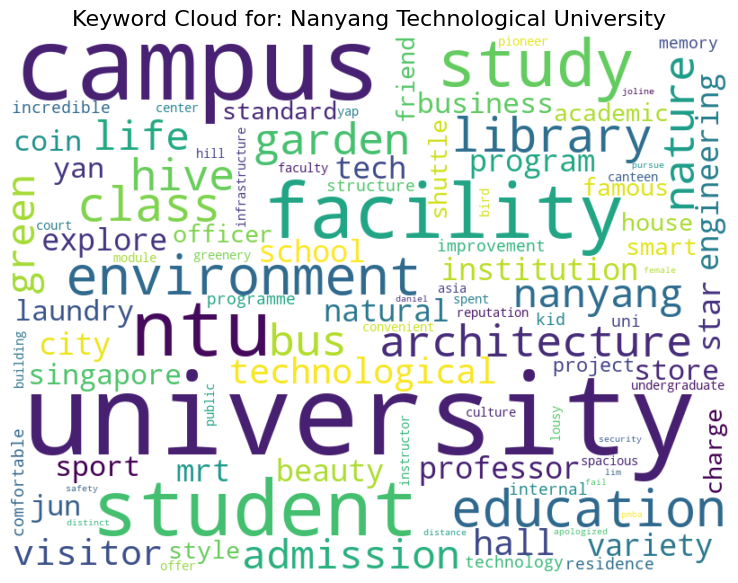 Keyword Cloud for: Nanyang Technological University
campus
study
friend
pioneer
memory
joline
incredible
center
standard
yap
business
academic
nature
engineering
coin
life
garden
library
hill
infrastructure
yan
hive
faculty
tech
shuttle
program
pursue
canteen
structure
bird
famous
green
class
facility
house
court
explore
officer
school
improvement
smart
module
greenery
environment
institution
female
programme
daniel
asia
spent
nanyang
star
laundry
natural
reputation
kid
uni
convenient
ntu
bus
architecture
city
building
singapore
technological
project
store
undergraduate
university
public
culture
lousy
security
charge
comfortable
sport
mrt
beauty
instructor
professor
spacious
lim
fail
safety
student
internal
education
jun
pmba
distinct
distance
apologized
visitor
style
offer
admission
hall
technology
variety
residence